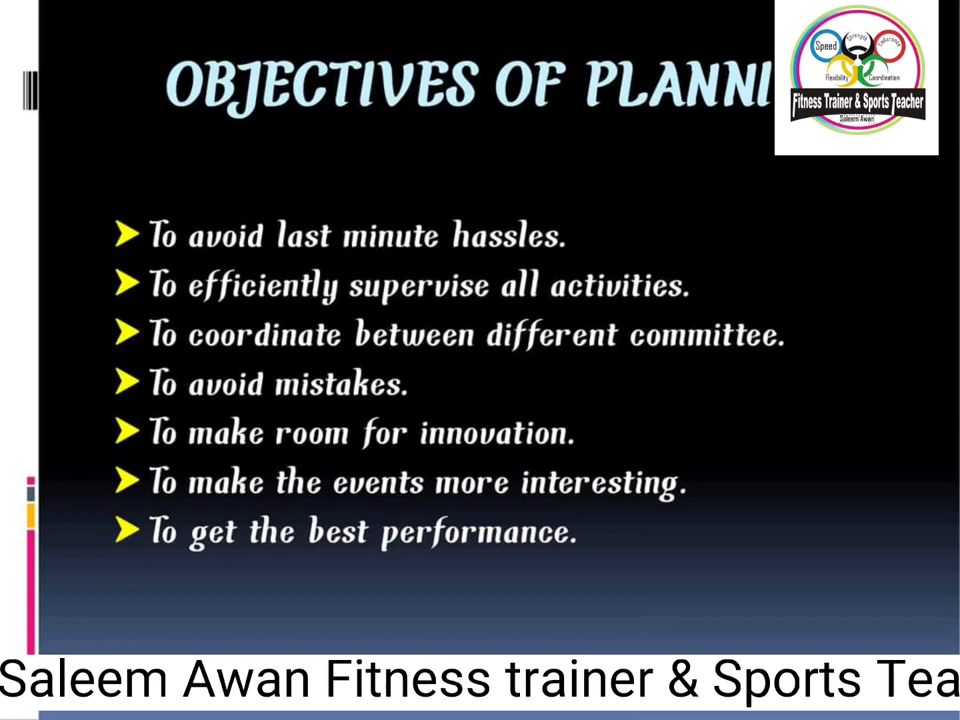 OBJECTIVES OF PLANNI
Speed
Strength
Endurance
Flexibility
Coordination
Fitness Trainer & Sports Teacher
Saleem Awan
To avoid last minute hassles.
To efficiently supervise all activities.
To coordinate between different committee.
To avoid mistakes.
To make room for innovation.
To make the events more interesting.
To get the best performance.
Saleem Awan Fitness trainer & Sports Tea